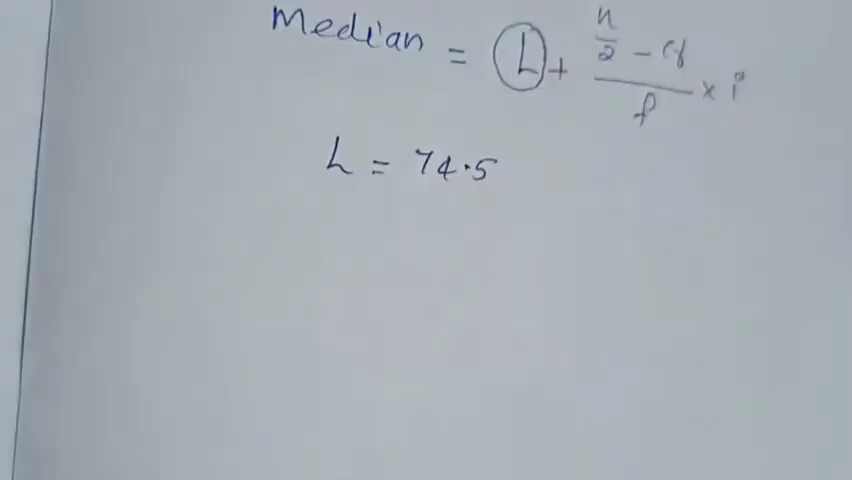 Median = L + n/2 - cf / f × i
L = 74.5